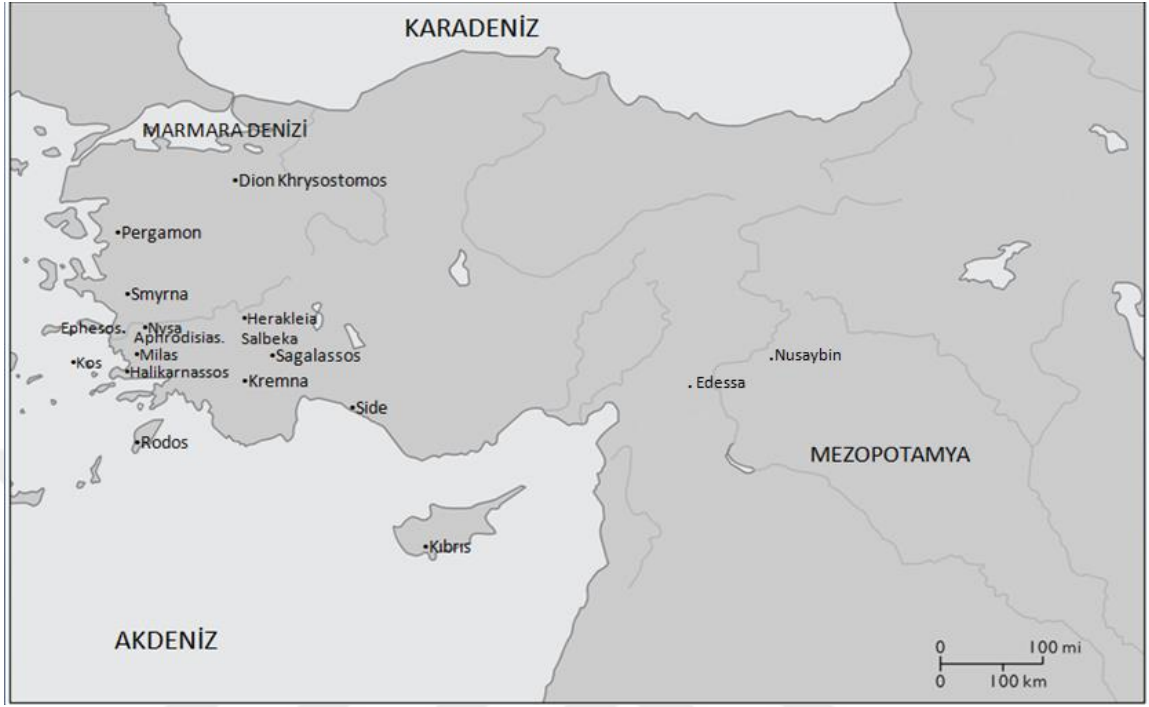 KARADENİZ
MARMARA DENİZİ
Dion Khrysostomos
Pergamon
Smyrna
Herakleia
Salbeka
Ephesos.
Nysa
Aphrodisias.
Milas
Sagalassos
Kos
Halikarnassos
Kremna
Side
Rodos
Nusaybin
Edessa
MEZOPOTAMYA
Kıbrıs
AKDENİZ
0 100 mi
0 100 km